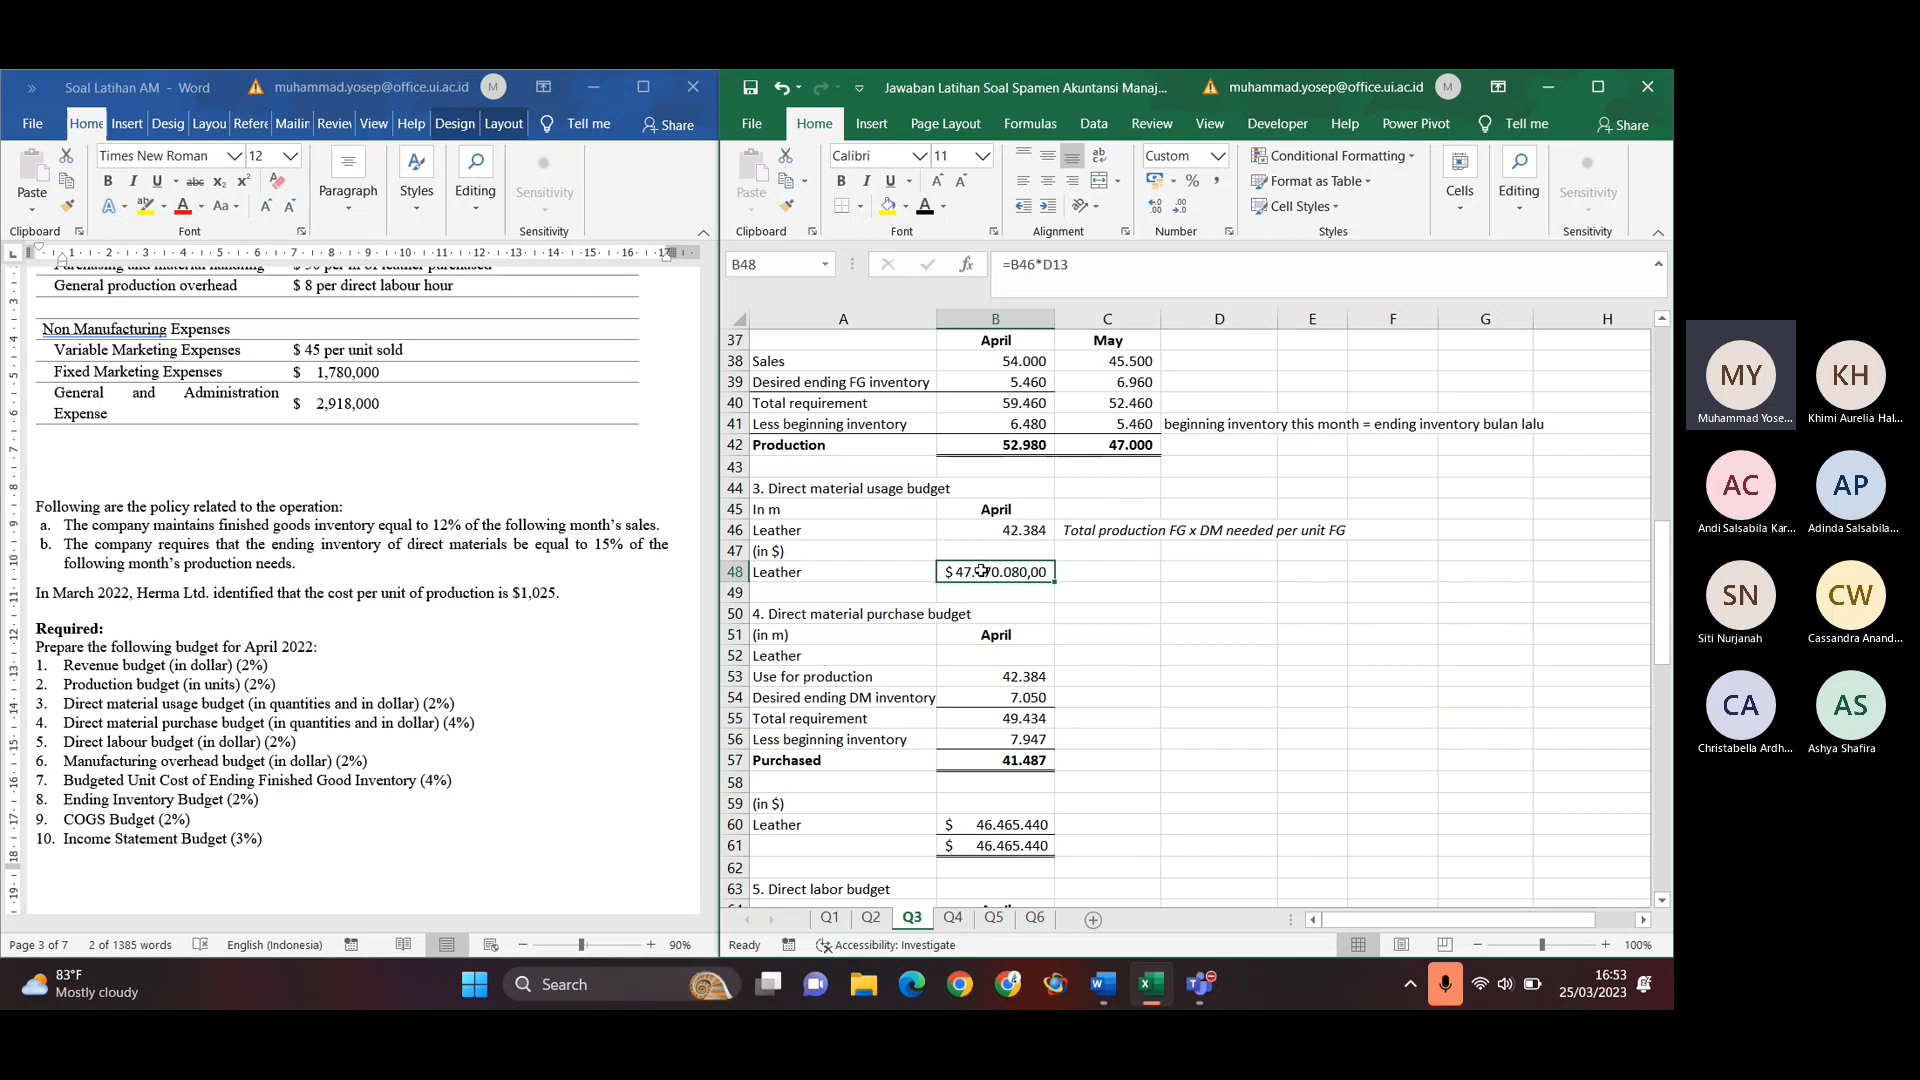 Soal Latihan AM - Word
muhammad.yosep@office.ui.ac.id
M
File Home Insert Desig Layou Refere Mailin Review View Help Design Layout Tell me Share
Times New Roman 12
Paste Paragraph Styles Editing Sensitivity
Clipboard Font Sensitivity
General production overhead $ 8 per direct labour hour
Non Manufacturing Expenses
Variable Marketing Expenses $ 45 per unit sold
Fixed Marketing Expenses $ 1,780,000
General and Administration
Expense $ 2,918,000
Following are the policy related to the operation:
a. The company maintains finished goods inventory equal to 12% of the following month's sales.
b. The company requires that the ending inventory of direct materials be equal to 15% of the
following month's production needs.
In March 2022, Herma Ltd. identified that the cost per unit of production is $1,025.
Required:
Prepare the following budget for April 2022:
1. Revenue budget (in dollar) (2%)
2. Production budget (in units) (2%)
3. Direct material usage budget (in quantities and in dollar) (2%)
4. Direct material purchase budget (in quantities and in dollar) (4%)
5. Direct labour budget (in dollar) (2%)
6. Manufacturing overhead budget (in dollar) (2%)
7. Budgeted Unit Cost of Ending Finished Good Inventory (4%)
8. Ending Inventory Budget (2%)
9. COGS Budget (2%)
10. Income Statement Budget (3%)
Page 3 of 7 2 of 1385 words English (Indonesia) 90%
Jawaban Latihan Soal Spamen Akuntansi Manaj...
muhammad.yosep@office.ui.ac.id
M
File Home Insert Page Layout Formulas Data Review View Developer Help Power Pivot Tell me Share
Calibri 11 Custom
Conditional Formatting
Format as Table
Cell Styles
Paste Cells Editing Sensitivity
Clipboard Font Alignment Number Styles Sensitivity
B48 fx =B46*D13
A B C D E F G H
37 April May
38 Sales 54.000 45.500
39 Desired ending FG inventory 5.460 6.960
40 Total requirement 59.460 52.460
41 Less beginning inventory 6.480 5.460 beginning inventory this month = ending inventory bulan lalu
42 Production 52.980 47.000
43
44 3. Direct material usage budget
45 In m April
46 Leather 42.384 Total production FG x DM needed per unit FG
47 (in $)
48 Leather
49
50 4. Direct material purchase budget
51 (in m) April
52 Leather
53 Use for production 42.384
54 Desired ending DM inventory 7.050
55 Total requirement 49.434
56 Less beginning inventory 7.947
57 Purchased 41.487
58
59 (in $)
60 Leather $ 46.465.440
61 $ 46.465.440
62
63 5. Direct labor budget
Q1 Q2 Q3 Q4 Q5 Q6
Ready Accessibility: Investigate 100%
83°F
Mostly cloudy
Search
16:53
25/03/2023
MY
Muhammad Yose...
KH
Khimi Aurelia Hal...
AC
Andi Salsabila Kar...
AP
Adinda Salsabila...
SN
Siti Nurjanah
CW
Cassandra Anand...
CA
Christabella Ardh...
AS
Ashya Shafira